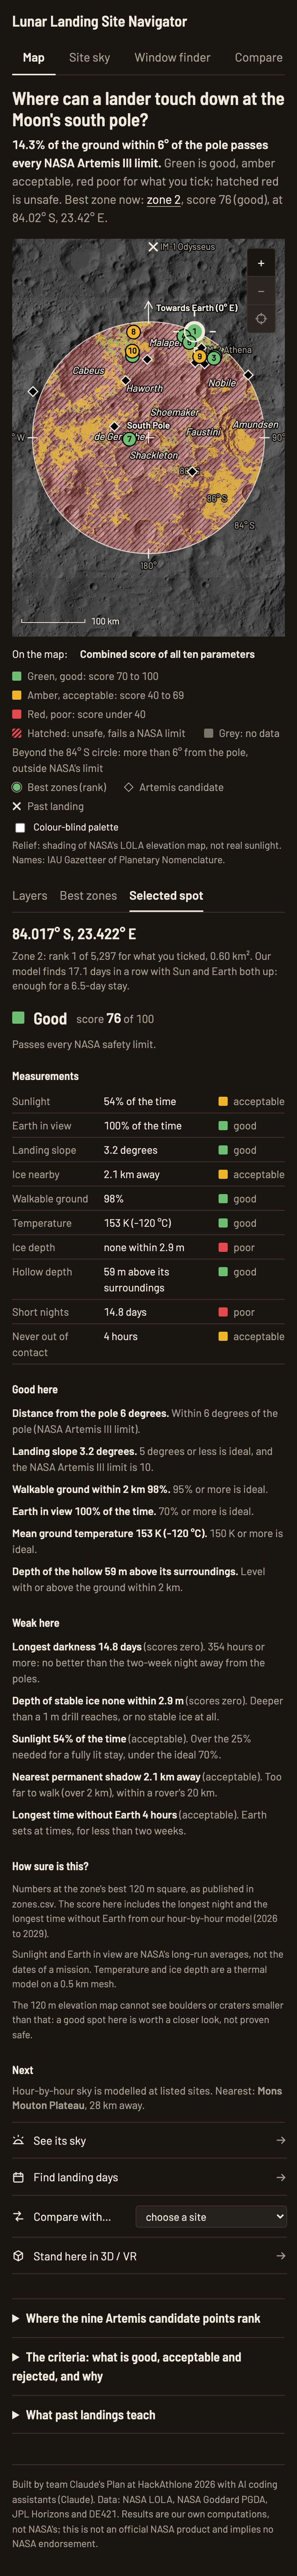 Lunar Landing Site Navigator
Map Site sky Window finder Compare
Where can a lander touch down at the
Moon's south pole?
14.3% of the ground within 6° of the pole passes
every NASA Artemis III limit. Green is good, amber
acceptable, red poor for what you tick; hatched red
is unsafe. Best zone now: zone 2, score 76 (good), at
84.02° S, 23.42° E.
IM-1 Odysseus
+
−
Towards Earth (0° E)
8
1
Malaper
Athena
10
9
3
Cabeus
Haworth
Nobile
Shoemaker
South Pole
Amundsen
Faustini
° W
de Ger
7
90°
Shackleton
86° S
84° S
180°
100 km
On the map: Combined score of all ten parameters
Green, good: score 70 to 100
Amber, acceptable: score 40 to 69
Red, poor: score under 40
Hatched: unsafe, fails a NASA limit Grey: no data
Beyond the 84° S circle: more than 6° from the pole,
outside NASA's limit
Best zones (rank) Artemis candidate
Past landing
Colour-blind palette
Relief: shading of NASA's LOLA elevation map, not real sunlight.
Names: IAU Gazetteer of Planetary Nomenclature.
Layers Best zones Selected spot
84.017° S, 23.422° E
Zone 2: rank 1 of 5,297 for what you ticked, 0.60 km². Our
model finds 17.1 days in a row with Sun and Earth both up:
enough for a 6.5-day stay.
Good score 76 of 100
Passes every NASA safety limit.
Measurements
Sunlight 54% of the time acceptable
Earth in view 100% of the time good
Landing slope 3.2 degrees good
Ice nearby 2.1 km away acceptable
Walkable ground 98% good
Temperature 153 K (-120 °C) good
Ice depth none within 2.9 m poor
Hollow depth 59 m above its good
surroundings
Short nights 14.8 days poor
Never out of 4 hours acceptable
contact
Good here
Distance from the pole 6 degrees. Within 6 degrees of the
pole (NASA Artemis III limit).
Landing slope 3.2 degrees. 5 degrees or less is ideal, and
the NASA Artemis III limit is 10.
Walkable ground within 2 km 98%. 95% or more is ideal.
Earth in view 100% of the time. 70% or more is ideal.
Mean ground temperature 153 K (-120 °C). 150 K or more is
ideal.
Depth of the hollow 59 m above its surroundings. Level
with or above the ground within 2 km.
Weak here
Longest darkness 14.8 days (scores zero). 354 hours or
more: no better than the two-week night away from the
poles.
Depth of stable ice none within 2.9 m (scores zero). Deeper
than a 1 m drill reaches, or no stable ice at all.
Sunlight 54% of the time (acceptable). Over the 25%
needed for a fully lit stay, under the ideal 70%.
Nearest permanent shadow 2.1 km away (acceptable). Too
far to walk (over 2 km), within a rover's 20 km.
Longest time without Earth 4 hours (acceptable). Earth
sets at times, for less than two weeks.
How sure is this?
Numbers at the zone's best 120 m square, as published in
zones.csv. The score here includes the longest night and the
longest time without Earth from our hour-by-hour model (2026
to 2029).
Sunlight and Earth in view are NASA's long-run averages, not the
dates of a mission. Temperature and ice depth are a thermal
model on a 0.5 km mesh.
The 120 m elevation map cannot see boulders or craters smaller
than that: a good spot here is worth a closer look, not proven
safe.
Next
Hour-by-hour sky is modelled at listed sites. Nearest: Mons
Mouton Plateau, 28 km away.
See its sky →
Find landing days →
Compare with... choose a site
Stand here in 3D / VR →
Where the nine Artemis candidate points rank
The criteria: what is good, acceptable and
rejected, and why
What past landings teach
Built by team Claude's Plan at HackAthlone 2026 with AI coding
assistants (Claude). Data: NASA LOLA, NASA Goddard PGDA,
JPL Horizons and DE421. Results are our own computations,
not NASA's; this is not an official NASA product and implies no
NASA endorsement.